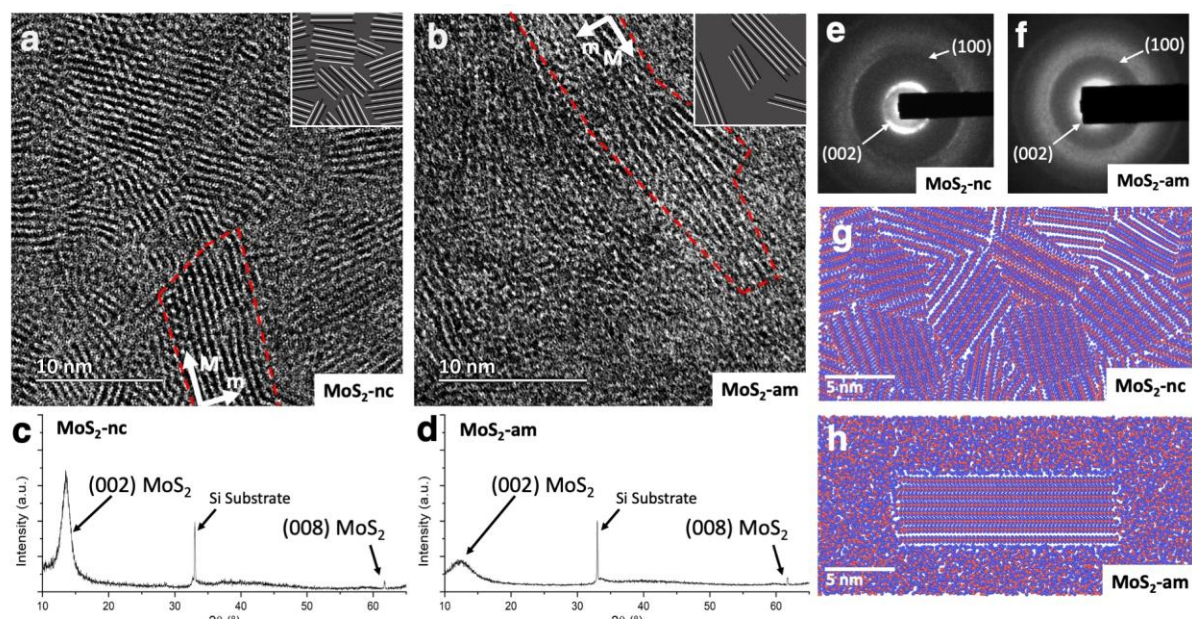 a
m
M
10 nm
MoS₂-nc
b
m
M
10 nm
MoS₂-am
c
MoS₂-nc
(002) MoS₂
Si Substrate
(008) MoS₂
Intensity (a.u.)
10 20 30 40 50 60
d
MoS₂-am
(002) MoS₂
Si Substrate
(008) MoS₂
Intensity (a.u.)
10 20 30 40 50 60
e
(100)
(002)
MoS₂-nc
f
(100)
(002)
MoS₂-am
g
5 nm
MoS₂-nc
h
5 nm
MoS₂-am